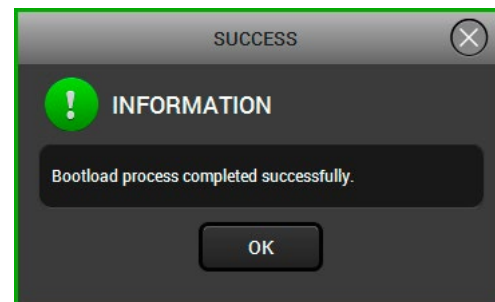 SUCCESS
INFORMATION
Bootload process completed successfully.
OK